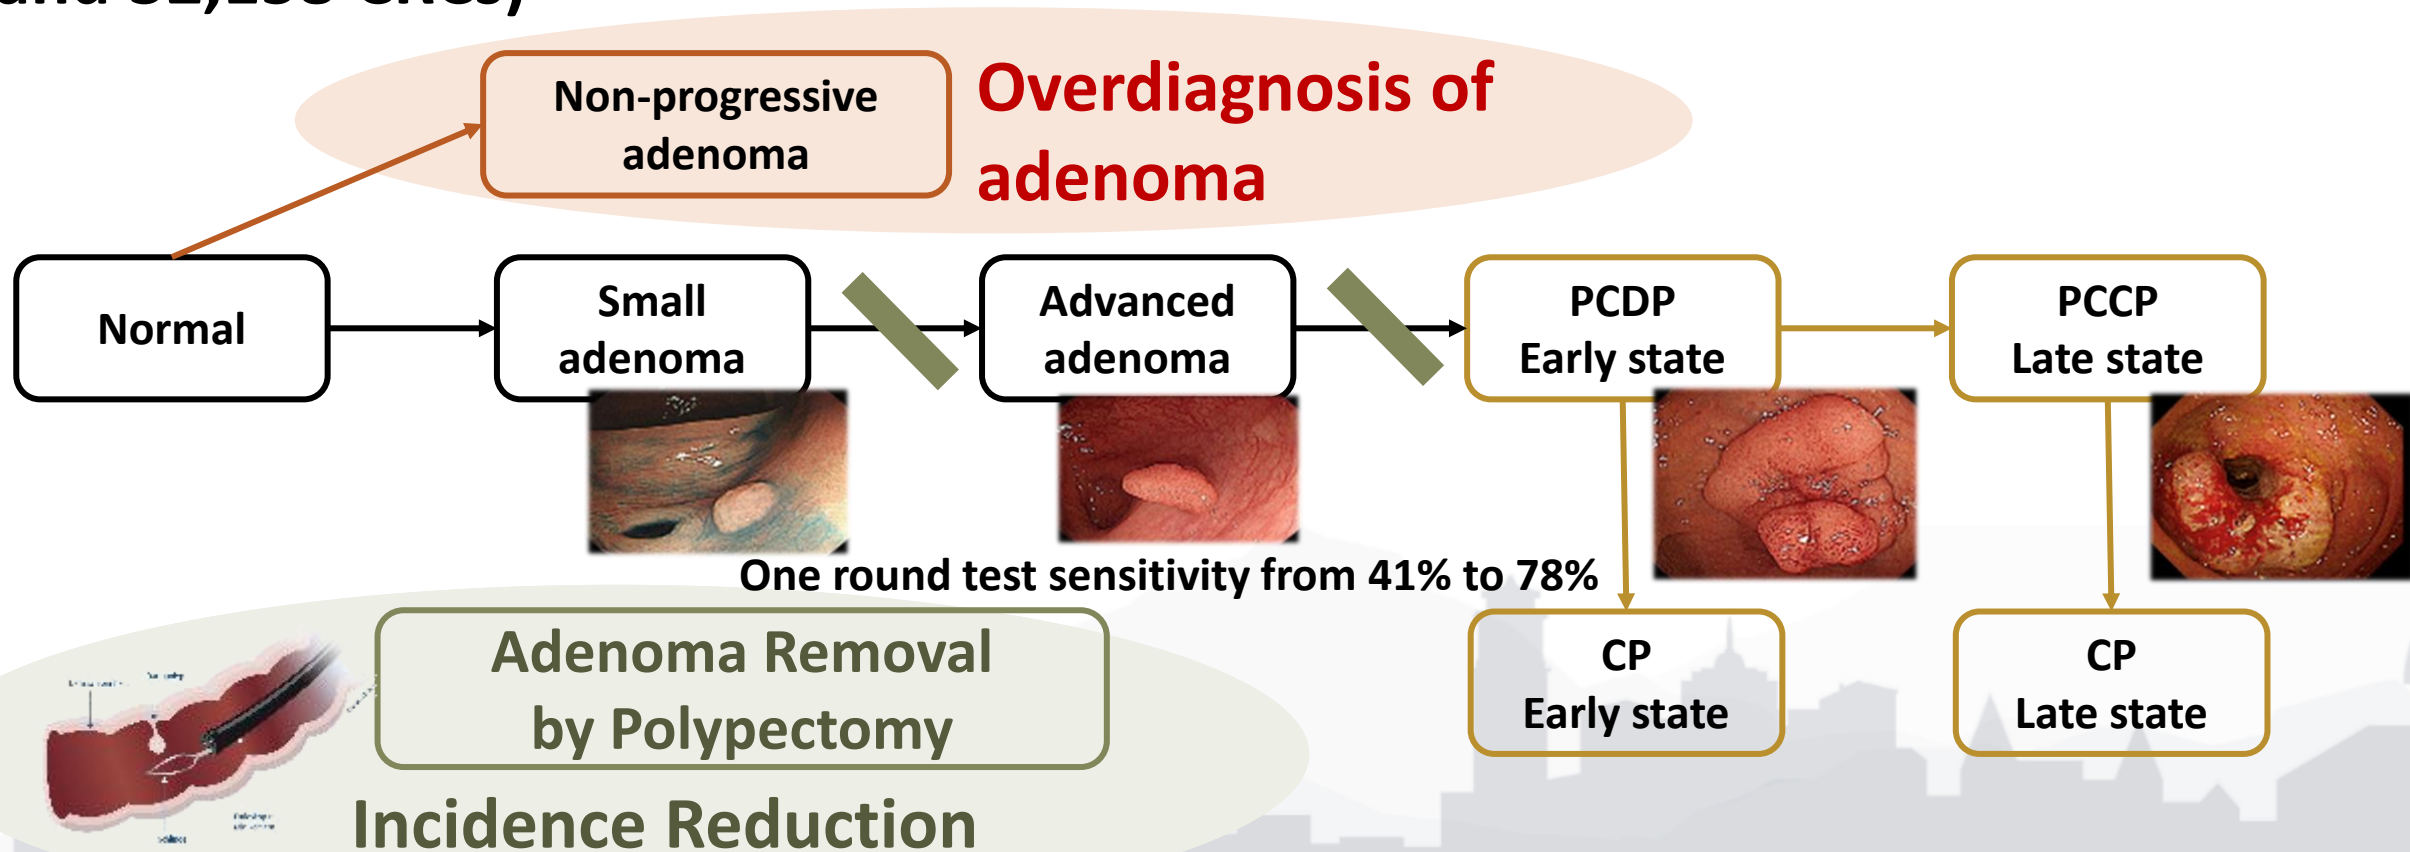 Non-progressive
adenoma
Overdiagnosis of
adenoma
Normal
Small
adenoma
Advanced
adenoma
PCDP
Early state
PCCP
Late state
One round test sensitivity from 41% to 78%
Adenoma Removal
by Polypectomy
CP
Early state
CP
Late state
Incidence Reduction